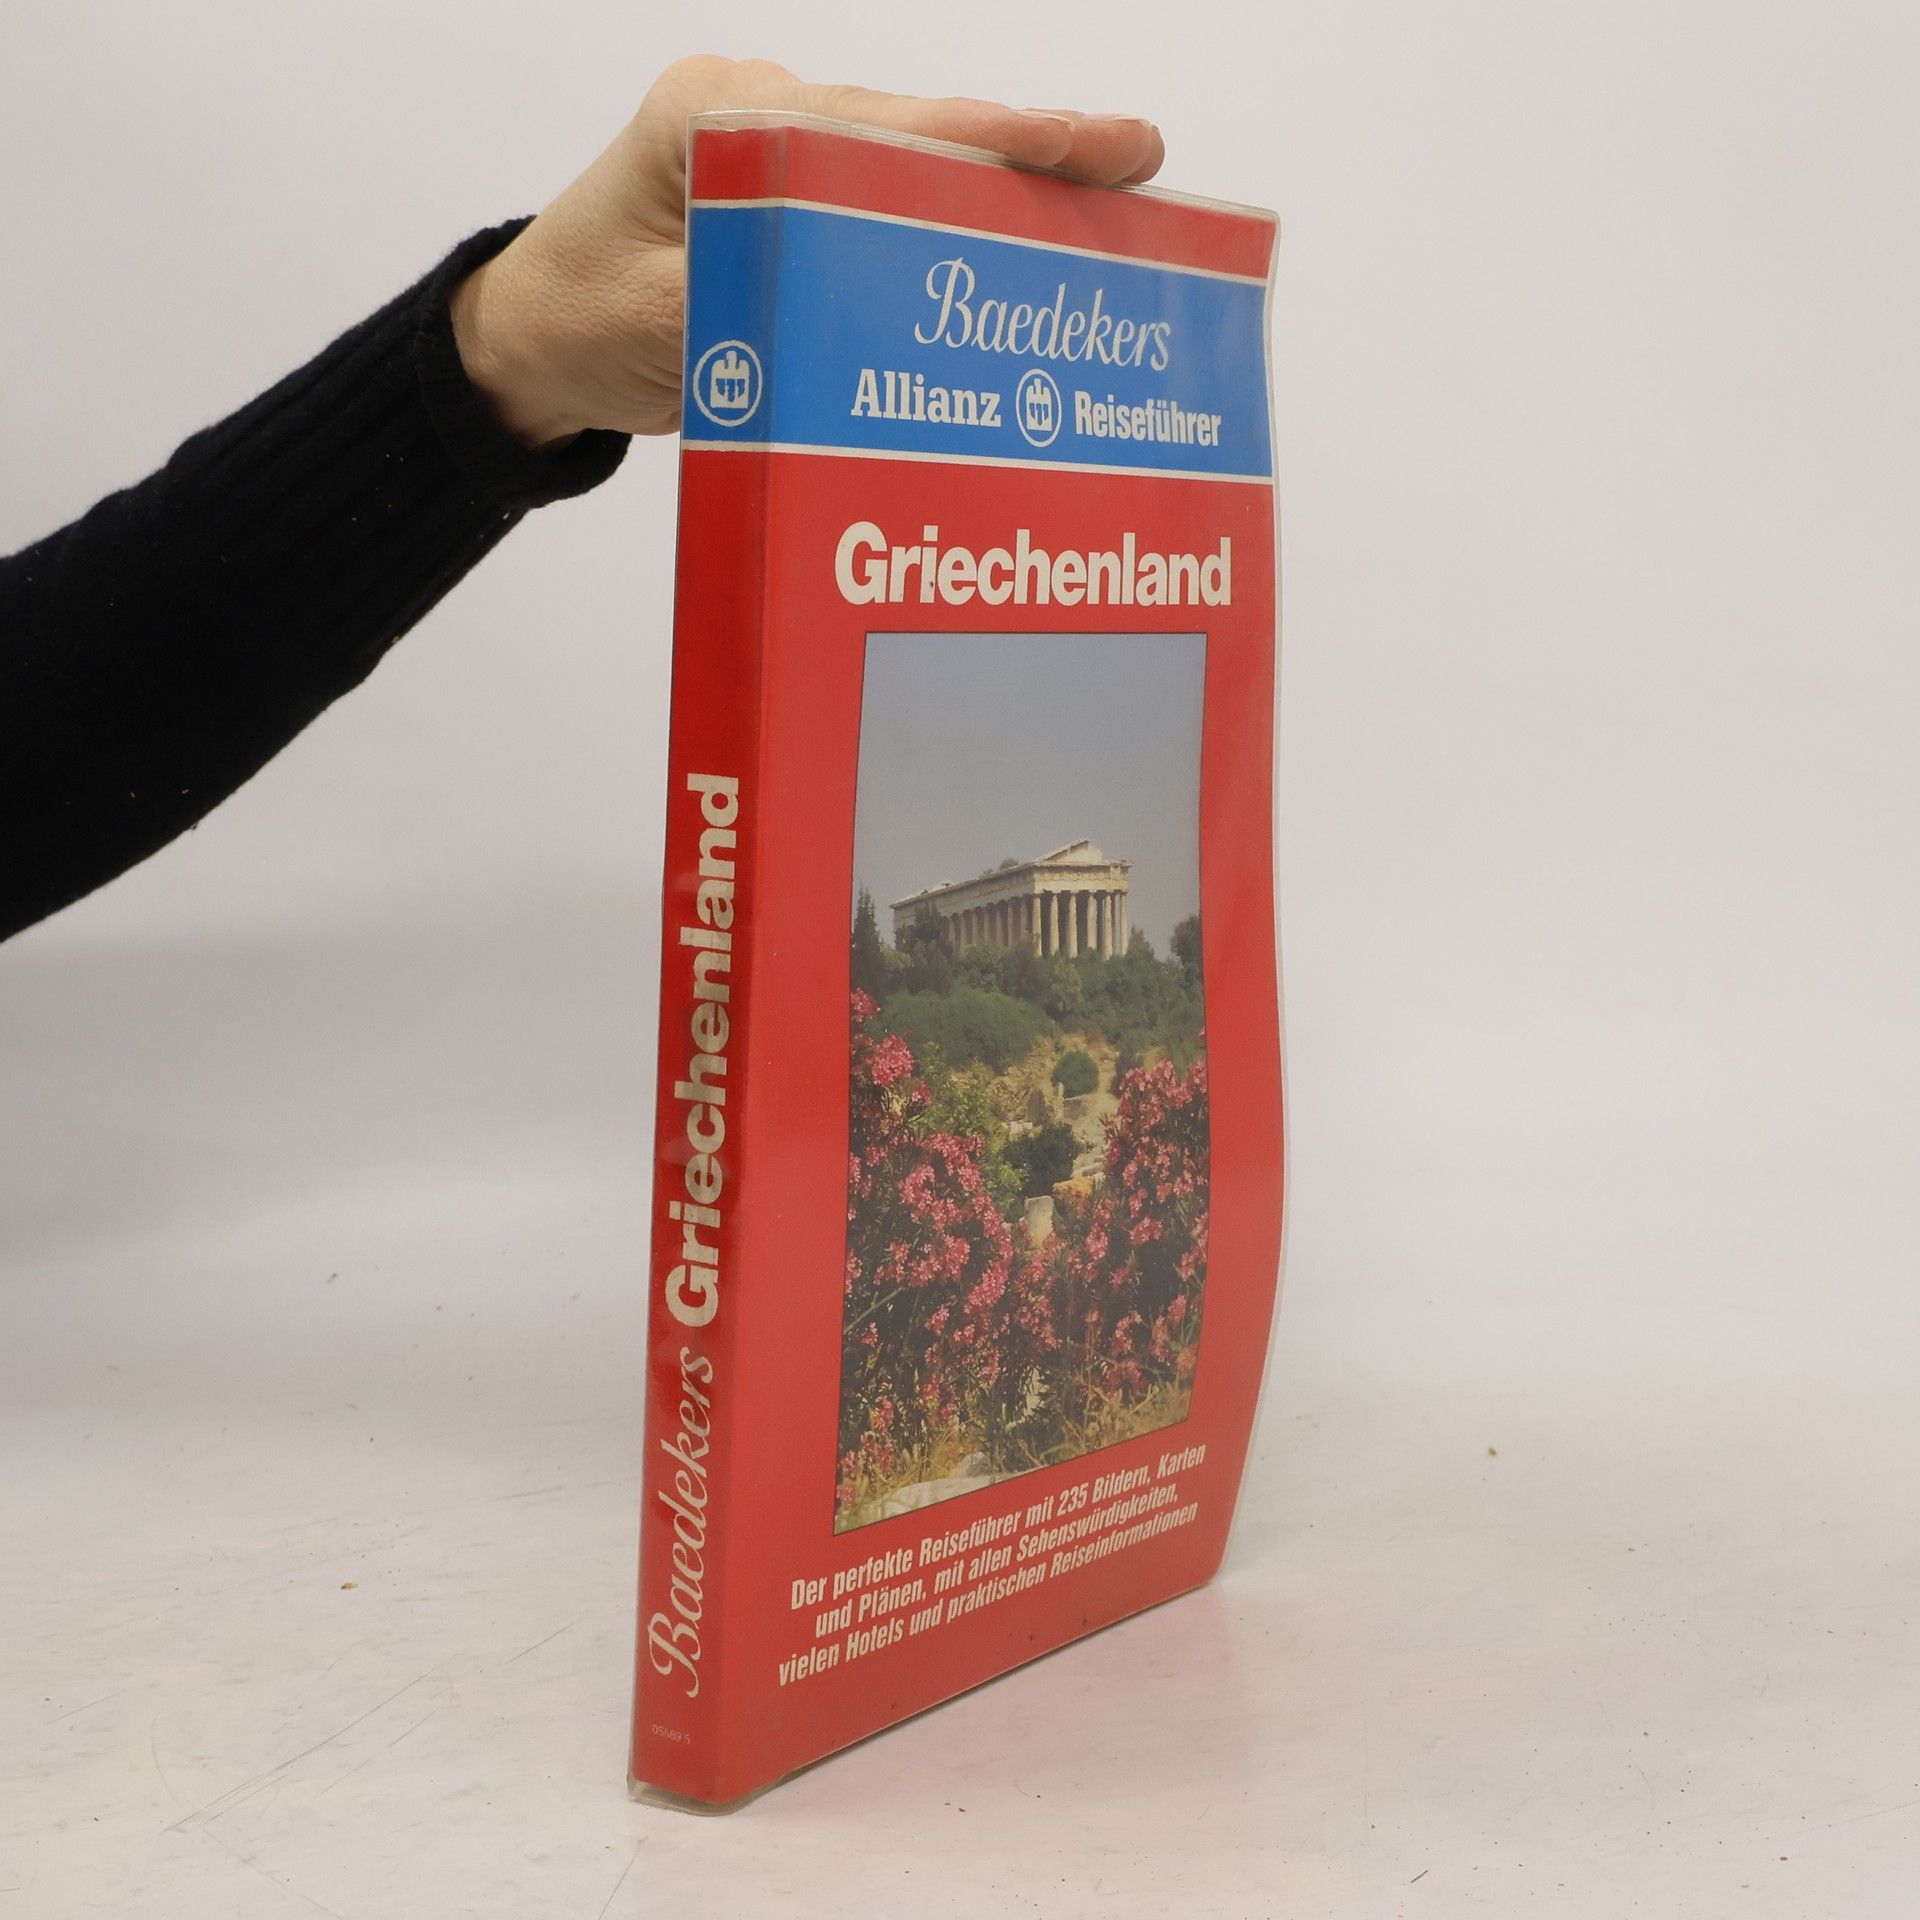 Baedekers
Allianz Reiseführer
Griechenland
Der perfekte Reiseführer mit 235 Bildern, Karten
und Plänen, mit allen Sehenswürdigkeiten,
vielen Hotels und praktischen Reiseinformationen
Baedekers Griechenland
05689 5